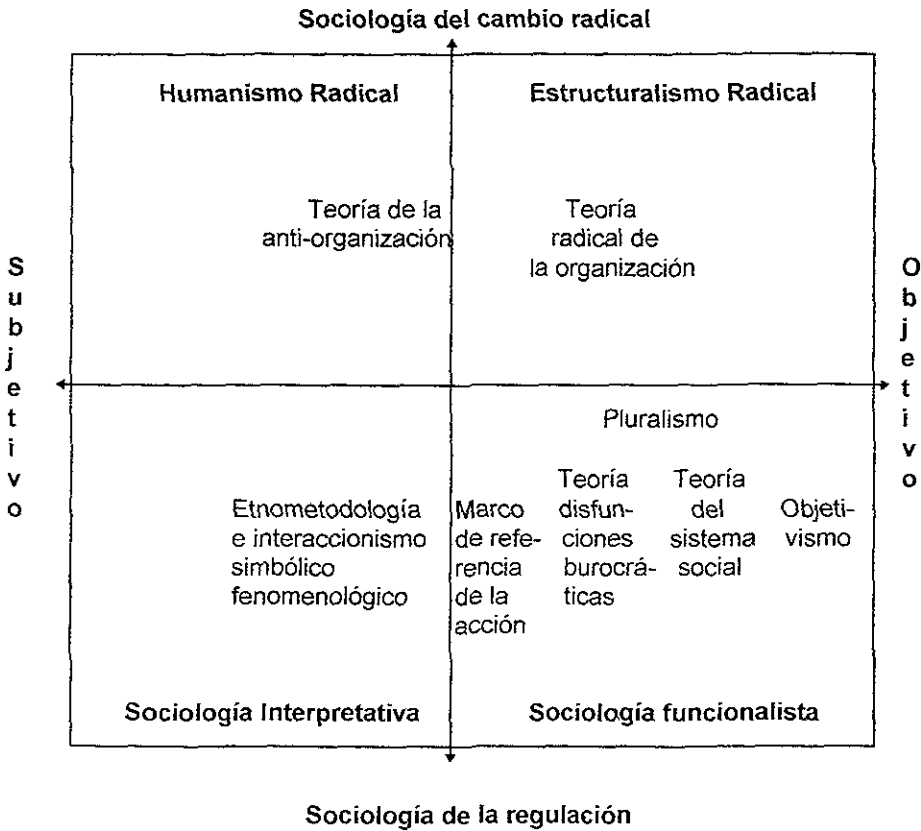 Sociología del cambio radical
Humanismo Radical
Estructuralismo Radical
Teoría de la
anti-organización
Teoría
radical de
la organización
Subjetivo
Objetivo
Pluralismo
Etnometodología
e interaccionismo
simbólico
fenomenológico
Marco
de refe-
rencia
de la
acción
Teoría
disfun-
ciones
burocrá-
ticas
Teoría
del
sistema
social
Objeti-
vismo
Sociología Interpretativa
Sociología funcionalista
Sociología de la regulación